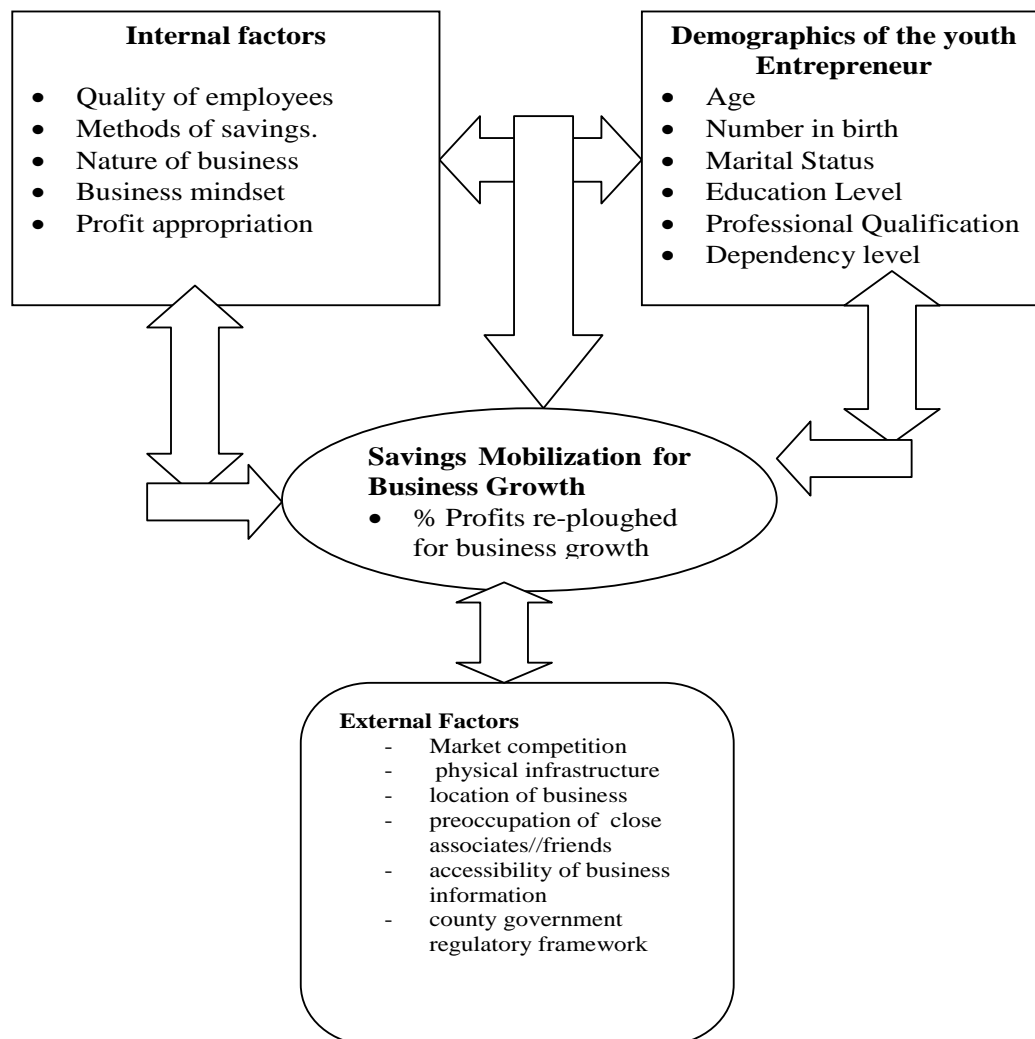 Internal factors
• Quality of employees
• Methods of savings.
• Nature of business
• Business mindset
• Profit appropriation
Demographics of the youth
Entrepreneur
• Age
• Number in birth
• Marital Status
• Education Level
• Professional Qualification
• Dependency level
Savings Mobilization for
Business Growth
• % Profits re-ploughed
for business growth
External Factors
- Market competition
- physical infrastructure
- location of business
- preoccupation of close
associates//friends
- accessibility of business
information
- county government
regulatory framework